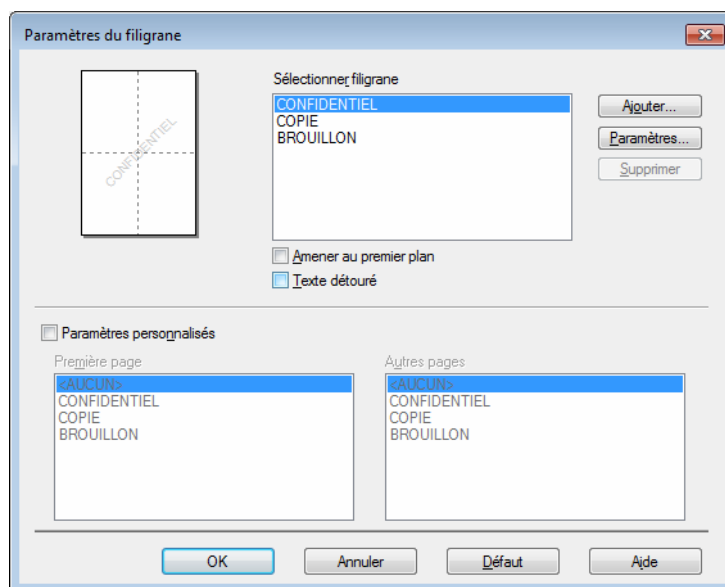 Paramètres du filigrane
CONFIDENTIEL
Sélectionner filigrane
CONFIDENTIEL
COPIE
BROUILLON
Ajouter...
Paramètres...
Supprimer
Amener au premier plan
Texte détouré
Paramètres personnalisés
Première page
<AUCUN>
CONFIDENTIEL
COPIE
BROUILLON
Autres pages
<AUCUN>
CONFIDENTIEL
COPIE
BROUILLON
OK
Annuler
Défaut
Aide